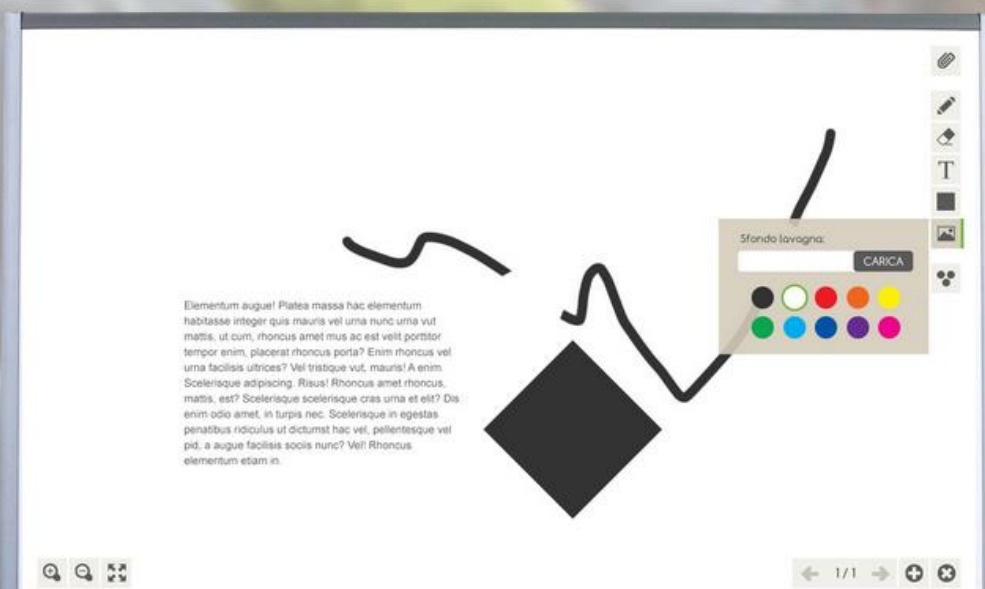 T
Sfondo lavagna:
CARICA
Elementum augue! Platea massa hac elementum
habitasse integer quis mauris vel urna nunc urna vut
mattis, ut cum, rhoncus amet mus ac est velit porttitor
tempor enim, placerat rhoncus porta? Enim rhoncus vel
urna facilisis ultrices? Vel tristique vut, mauris! A enim.
Scelerisque adipiscing. Risus! Rhoncus amet rhoncus,
mattis, est? Scelerisque scelerisque cras urna et elit? Dis
enim odio amet, in turpis nec. Scelerisque in egestas
penatibus ridiculus ut dictumst hac vel, pellentesque vel
pid, a augue facilisis sociis nunc? Vel! Rhoncus
elementum etiam in.
1/1